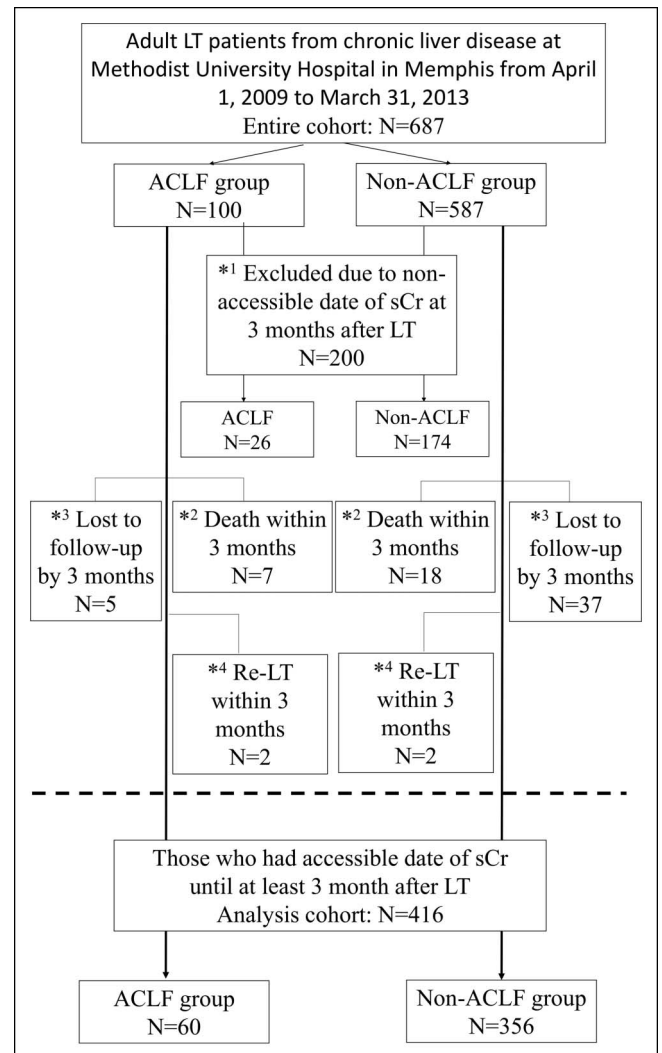 Adult LT patients from chronic liver disease at
Methodist University Hospital in Memphis from April
1, 2009 to March 31, 2013
Entire cohort: N=687
ACLF group
N=100
Non-ACLF group
N=587
*1 Excluded due to non-
accessible date of sCr at
3 months after LT
N=200
ACLF
N=26
Non-ACLF
N=174
*3 Lost to
follow-up
by 3 months
N=5
*2 Death within
3 months
N=7
*2 Death within
3 months
N=18
*3 Lost to
follow-up
by 3 months
N=37
*4 Re-LT
within 3
months
N=2
*4 Re-LT
within 3
months
N=2
Those who had accessible date of sCr
until at least 3 month after LT
Analysis cohort: N=416
ACLF group
N=60
Non-ACLF group
N=356